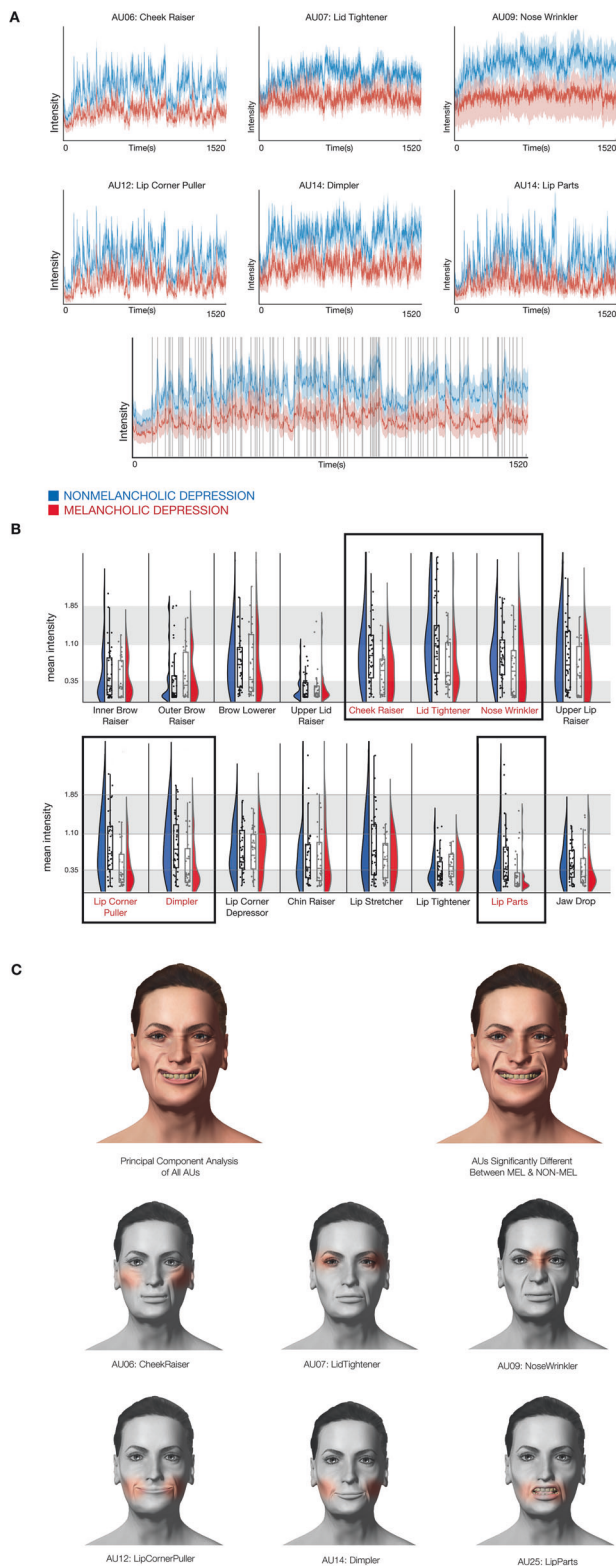 A
AU06: Cheek Raiser
AU07: Lid Tightener
AU09: Nose Wrinkler
Intensity
0
Time(s)
1520
Intensity
0
Time(s)
1520
Intensity
0
Time(s)
1520
AU12: Lip Corner Puller
AU14: Dimpler
AU14: Lip Parts
Intensity
0
Time(s)
1520
Intensity
0
Time(s)
1520
Intensity
0
Time(s)
1520
Intensity
0
Time(s)
1520
NONMELANCHOLIC DEPRESSION
MELANCHOLIC DEPRESSION
B
mean intensity
1.85
1.10
0.35
Inner Brow
Raiser
Outer Brow
Raiser
Brow Lowerer
Upper Lid
Raiser
Cheek Raiser
Lid Tightener
Nose Wrinkler
Upper Lip
Raiser
mean intensity
1.85
1.10
0.35
Lip Corner
Puller
Dimpler
Lip Corner
Depressor
Chin Raiser
Lip Stretcher
Lip Tightener
Lip Parts
Jaw Drop
C
Principal Component Analysis
of All AUs
AUs Significantly Different
Between MEL & NON-MEL
AU06: CheekRaiser
AU07: LidTightener
AU09: NoseWrinkler
AU12: LipCornerPuller
AU14: Dimpler
AU25: LipParts